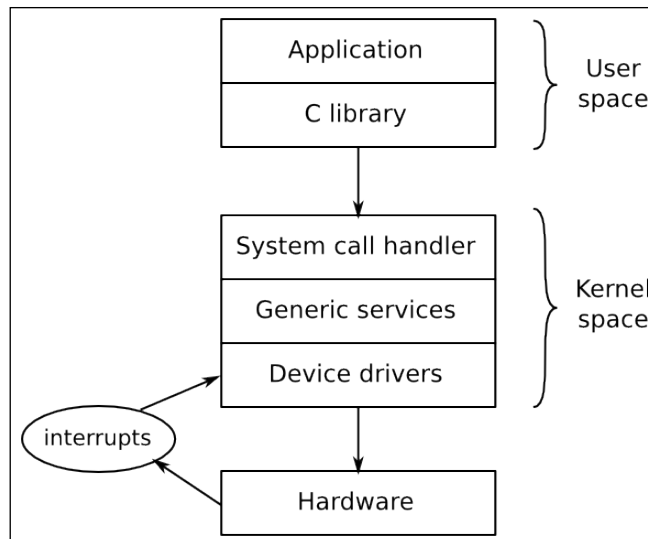 Application
C library
User
space
System call handler
Generic services
Device drivers
Kernel
space
interrupts
Hardware